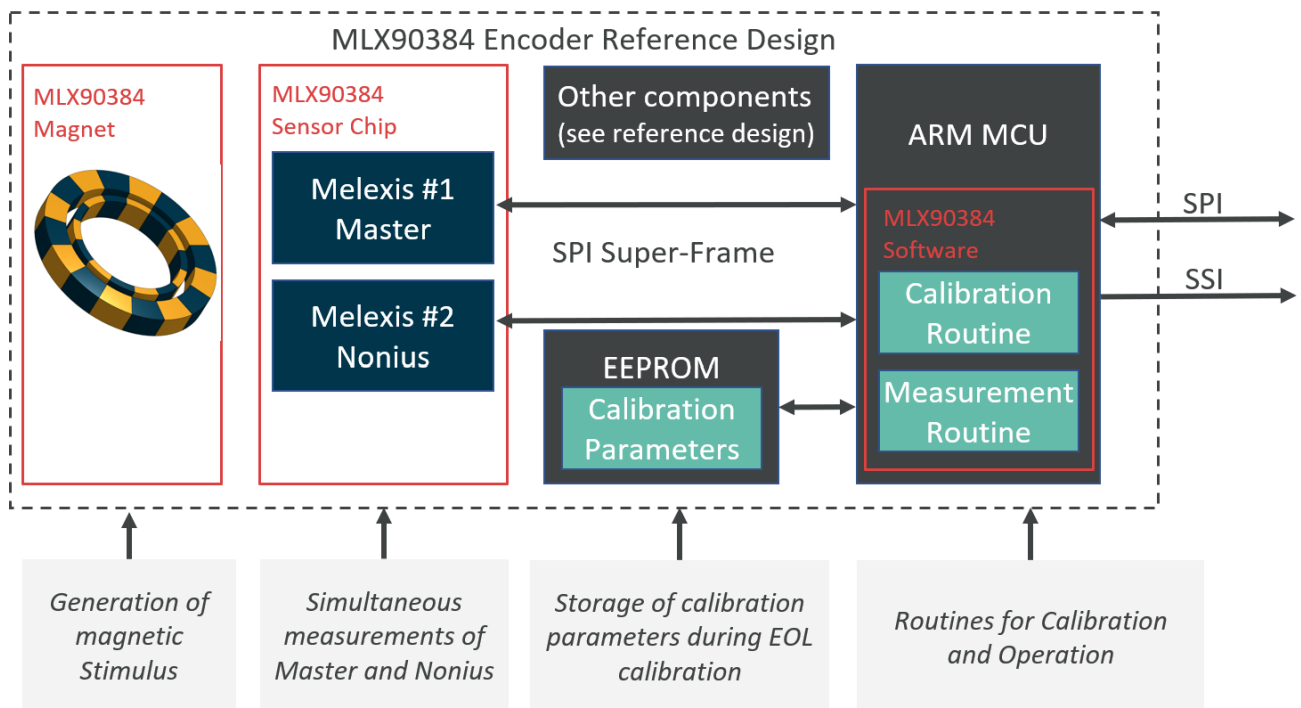 MLX90384 Encoder Reference Design
MLX90384
Magnet
MLX90384
Sensor Chip
Melexis #1
Master
Melexis #2
Nonius
Other components
(see reference design)
SPI Super-Frame
EEPROM
Calibration
Parameters
ARM MCU
MLX90384
Software
Calibration
Routine
Measurement
Routine
SPI
SSI
Generation of
magnetic
Stimulus
Simultaneous
measurements of
Master and Nonius
Storage of calibration
parameters during EOL
calibration
Routines for Calibration
and Operation